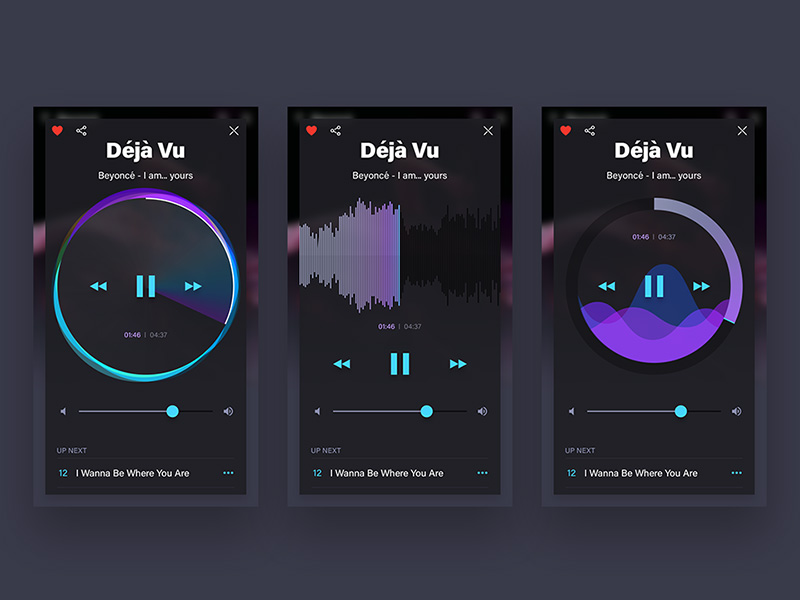 Déjà Vu
Beyoncé - I am... yours
01:46 | 04:37
UP NEXT
12 I Wanna Be Where You Are
Déjà Vu
Beyoncé - I am... yours
01:46 | 04:37
UP NEXT
12 I Wanna Be Where You Are
Déjà Vu
Beyoncé - I am... yours
01:46 | 04:37
UP NEXT
12 I Wanna Be Where You Are